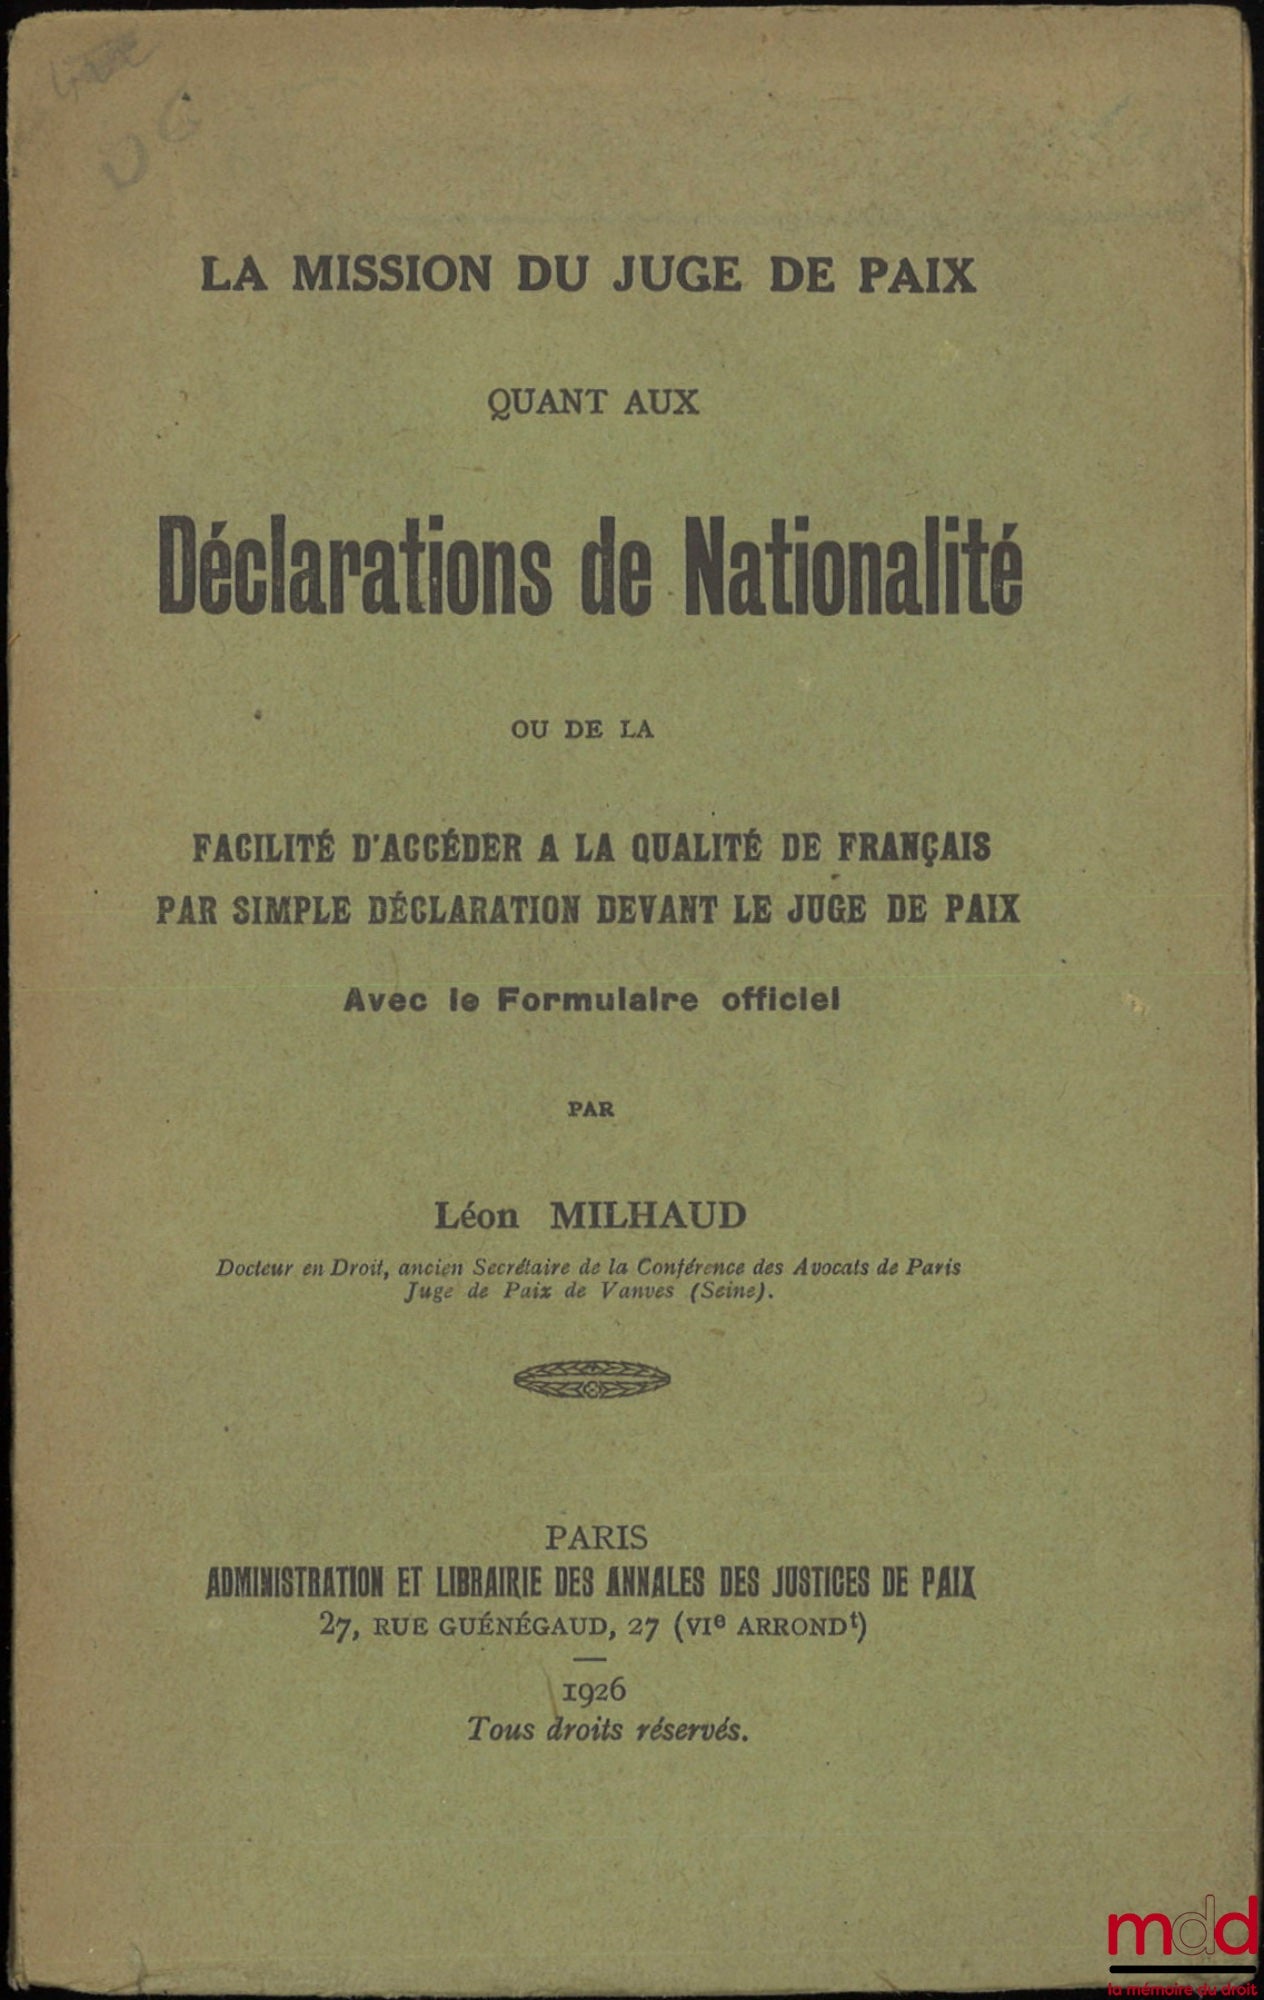 LA MISSION DU JUGE DE PAIX
QUANT AUX
Déclarations de Nationalité
OU DE LA
FACILITÉ D'ACCÉDER A LA QUALITÉ DE FRANÇAIS
PAR SIMPLE DÉCLARATION DEVANT LE JUGE DE PAIX
Avec le Formulaire officiel
PAR
Léon MILHAUD
Docteur en Droit, ancien Secrétaire de la Conférence des Avocats de Paris
Juge de Paix de Vanves (Seine).
PARIS
ADMINISTRATION ET LIBRAIRIE DES ANNALES DES JUSTICES DE PAIX
27, RUE GUÉNÉGAUD, 27 (VIe ARRONDt)
1926
Tous droits réservés.
mdd
la mémoire du droit